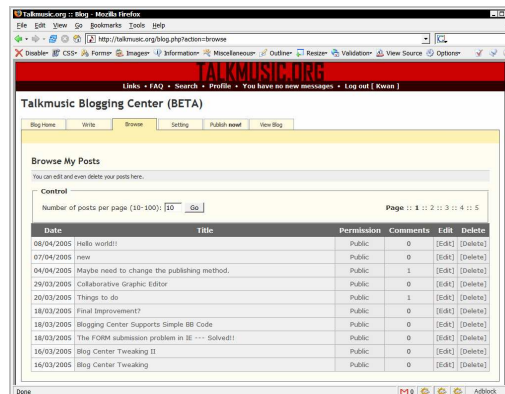 Talkmusic.org :: Blog - Mozilla Firefox
File Edit View Go Bookmarks Tools Help
http://talkmusic.org/blog.php?action=browse
Disable CSS Forms Images Information Miscellaneous Outline Resize Validation View Source Options
TALKMUSIC.ORG
Links • FAQ • Search • Profile • You have no new messages • Log out [ Kwan ]
Talkmusic Blogging Center (BETA)
Blog Home Write Browse Setting Publish now! View Blog
Browse My Posts
You can edit and even delete your posts here.
Control
Number of posts per page (10-100): 10 Go Page :: 1 :: 2 :: 3 :: 4 :: 5
Date Title Permission Comments Edit Delete
08/04/2005 Hello world!! Public 0 [Edit] [Delete]
07/04/2005 new Public 0 [Edit] [Delete]
04/04/2005 Maybe need to change the publishing method. Public 1 [Edit] [Delete]
29/03/2005 Collaborative Graphic Editor Public 0 [Edit] [Delete]
20/03/2005 Things to do Public 1 [Edit] [Delete]
18/03/2005 Final Improvement? Public 0 [Edit] [Delete]
18/03/2005 Blogging Center Supports Simple BB Code Public 0 [Edit] [Delete]
18/03/2005 The FORM submission problem in IE --- Solved!! Public 0 [Edit] [Delete]
16/03/2005 Blog Center Tweaking II Public 0 [Edit] [Delete]
16/03/2005 Blog Center Tweaking Public 0 [Edit] [Delete]
Done 0 Adblock